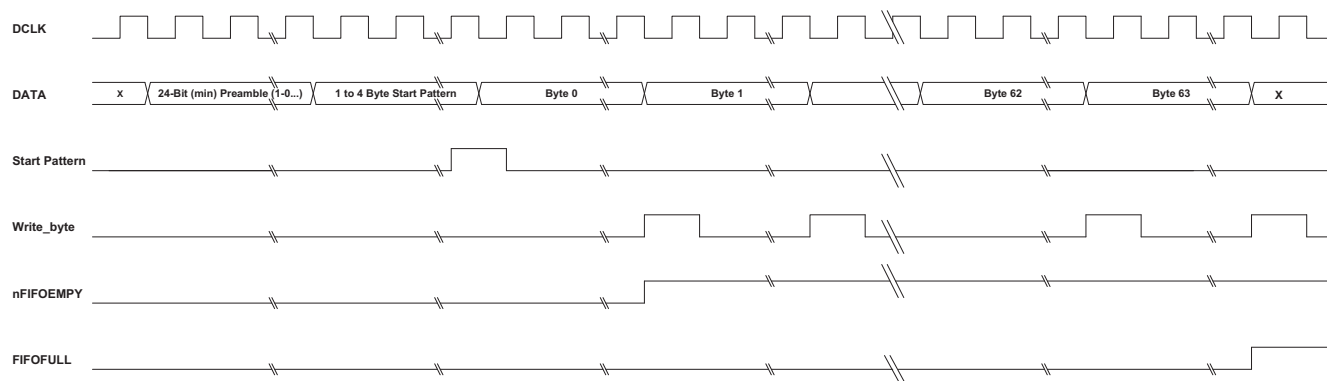 DCLK
DATA
X
24-Bit (min) Preamble (1-0...)
1 to 4 Byte Start Pattern
Byte 0
Byte 1
Byte 62
Byte 63
X
Start Pattern
Write_byte
nFIFOEMPY
FIFOFULL